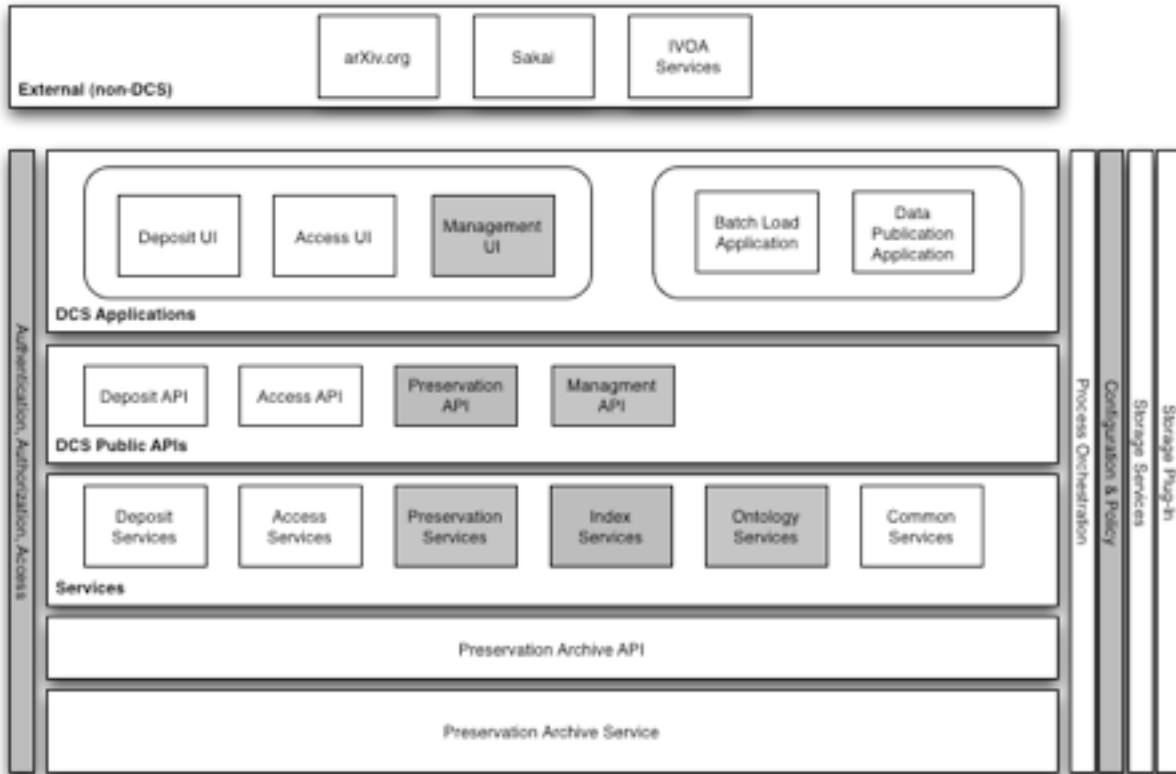 arXiv.org
Sakai
IVOA
Services
External (non-DCS)
Deposit UI
Access UI
Management
UI
Batch Load
Application
Data
Publication
Application
DCS Applications
Deposit API
Access API
Preservation
API
Managment
API
DCS Public APIs
Deposit
Services
Access
Services
Preservation
Services
Index
Services
Ontology
Services
Common
Services
Services
Preservation Archive API
Preservation Archive Service
Authentication, Authorization, Access
Process Orchestration
Configuration & Policy
Storage Services
Storage Plug-In